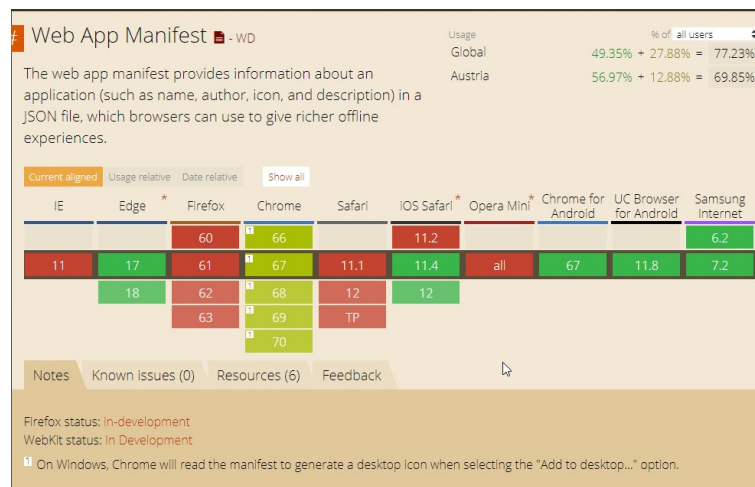 # Web App Manifest - WD
Usage % of all users
Global 49.35% + 27.88% = 77.23%
Austria 56.97% + 12.88% = 69.85%
The web app manifest provides information about an
application (such as name, author, icon, and description) in a
JSON file, which browsers can use to give richer offline
experiences.
Current aligned Usage relative Date relative Show all
IE Edge * Firefox Chrome Safari iOS Safari * Opera Mini * Chrome for Android UC Browser for Android Samsung Internet
60 1 66 11.2 6.2
11 17 61 1 67 11.1 11.4 all 67 11.8 7.2
18 62 1 68 12 12
63 1 69 TP
1 70
Notes Known issues (0) Resources (6) Feedback
Firefox status: in-development
WebKit status: In Development
1 On Windows, Chrome will read the manifest to generate a desktop icon when selecting the "Add to desktop..." option.